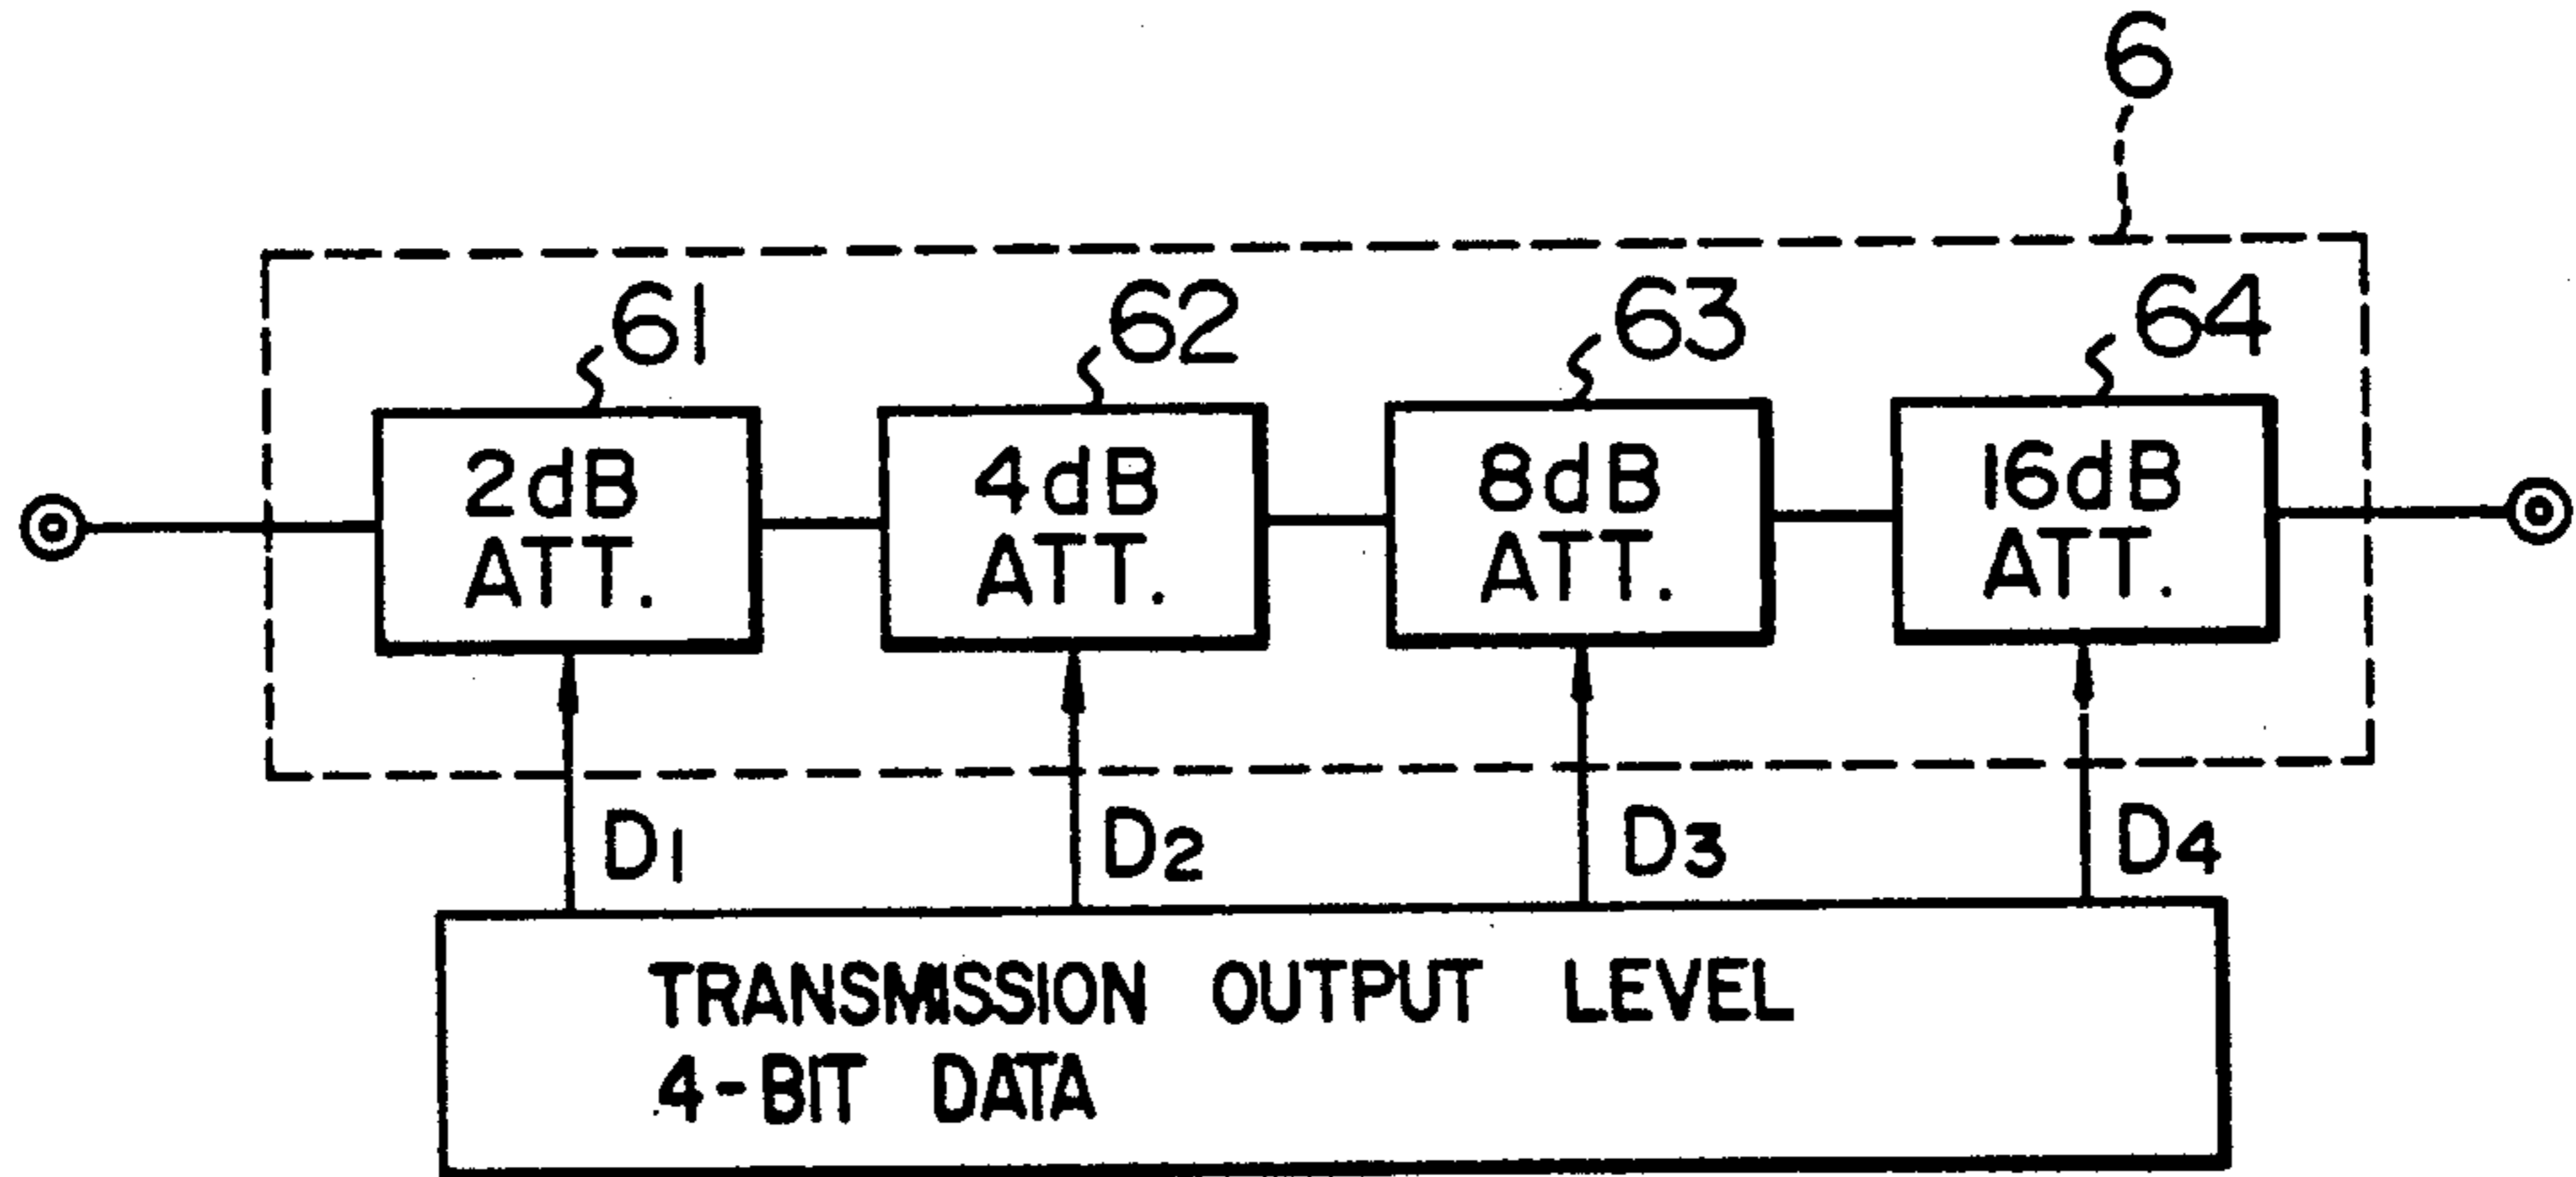 6
61 62 63 64
2dB 4dB 8dB 16dB
ATT. ATT. ATT. ATT.
D1 D2 D3 D4
TRANSMISSION OUTPUT LEVEL
4-BIT DATA